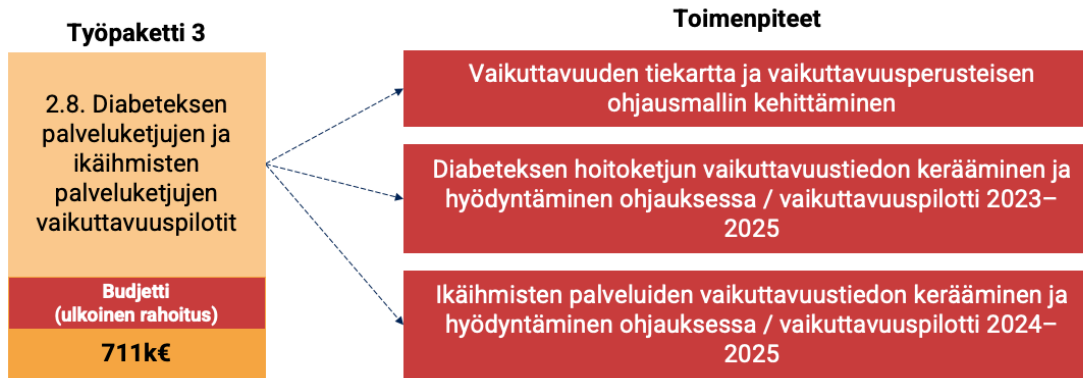 Työpaketti 3
2.8. Diabeteksen
palveluketjujen ja
ikäihmisten
palveluketjujen
vaikuttavuuspilotit
Budjetti
(ulkoinen rahoitus)
711k€
Toimenpiteet
Vaikuttavuuden tiekartta ja vaikuttavuusperusteisen
ohjausmallin kehittäminen
Diabeteksen hoitoketjun vaikuttavuustiedon kerääminen ja
hyödyntäminen ohjauksessa / vaikuttavuuspilotti 2023–
2025
Ikäihmisten palveluiden vaikuttavuustiedon kerääminen ja
hyödyntäminen ohjauksessa / vaikuttavuuspilotti 2024–
2025